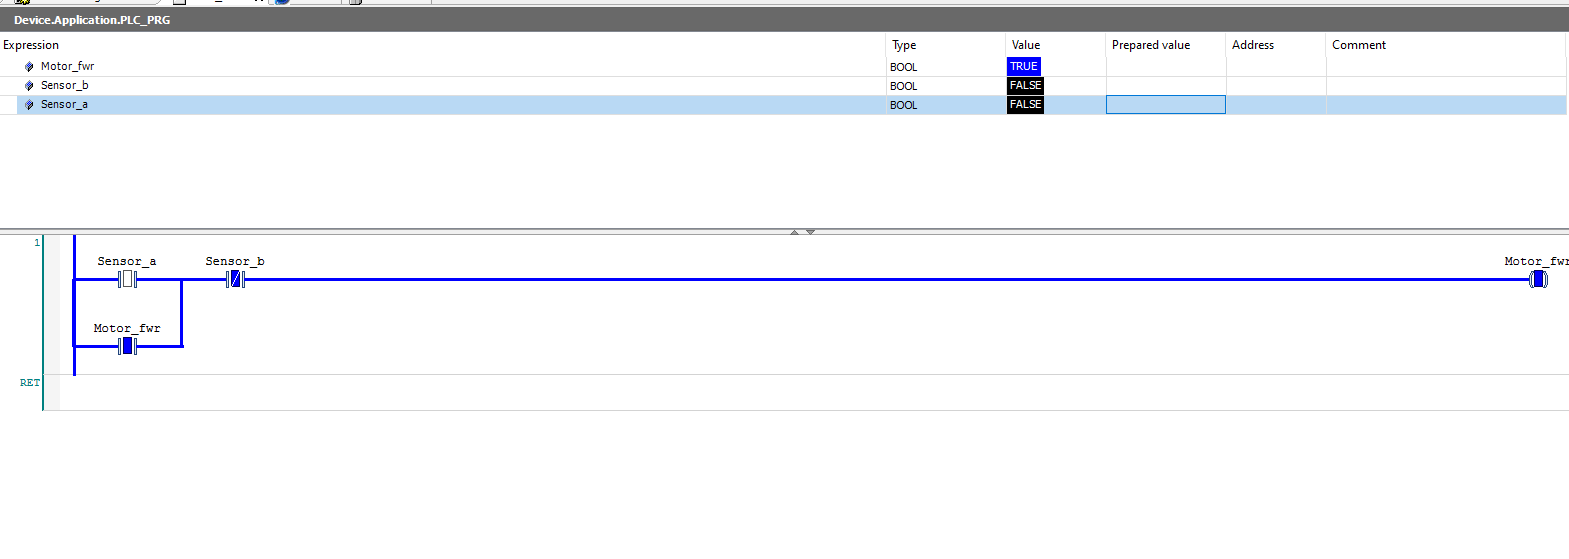 Device.Application.PLC_PRG
Expression Type Value Prepared value Address Comment
Motor_fwr BOOL TRUE
Sensor_b BOOL FALSE
Sensor_a BOOL FALSE
1
Sensor_a Sensor_b Motor_fwr
Motor_fwr
RET